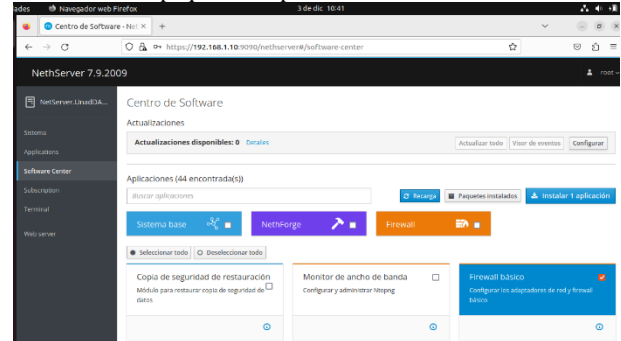 ades Navegador web Firefox 3 de dic 10:41
Centro de Software - Net × +
https://192.168.1.10:9090/nethserver#/software-center
NethServer 7.9.2009 root
NetServer.UnadDA...
Centro de Software
Actualizaciones
Sistema
Actualizaciones disponibles: 0 Detalles Actualizar todo Visor de eventos Configurar
Applications
Software Center
Aplicaciones (44 encontrada(s))
Subscription
Buscar aplicaciones Recarga Paquetes instalados Instalar 1 aplicación
Terminal
Sistema base NethForge Firewall
Web server
Seleccionar todo Deseleccionar todo
Copia de seguridad de restauración Monitor de ancho de banda Firewall básico
Módulo para restaurar copia de seguridad de Configurar y administrar Ntopng Configurar los adaptadores de red y firewall
datos básico